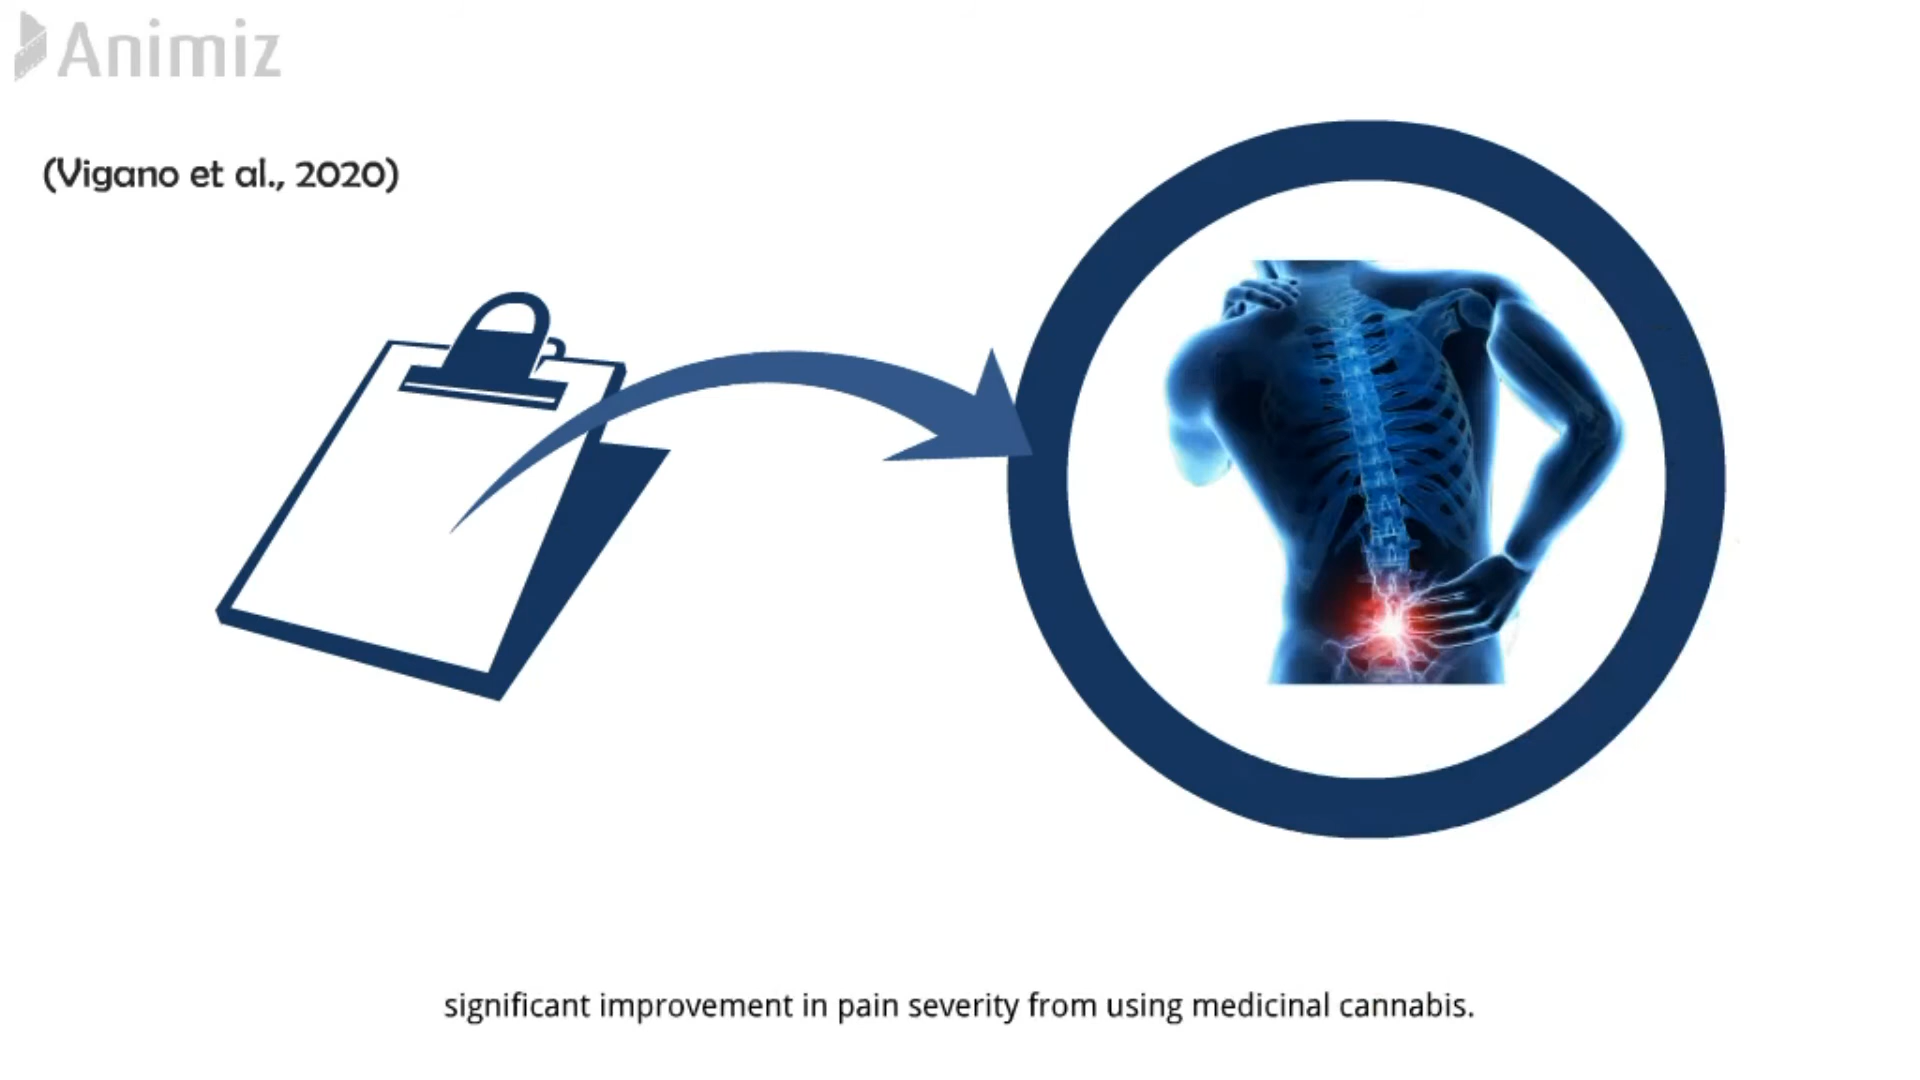 Animiz
(Vigano et al., 2020)
significant improvement in pain severity from using medicinal cannabis.